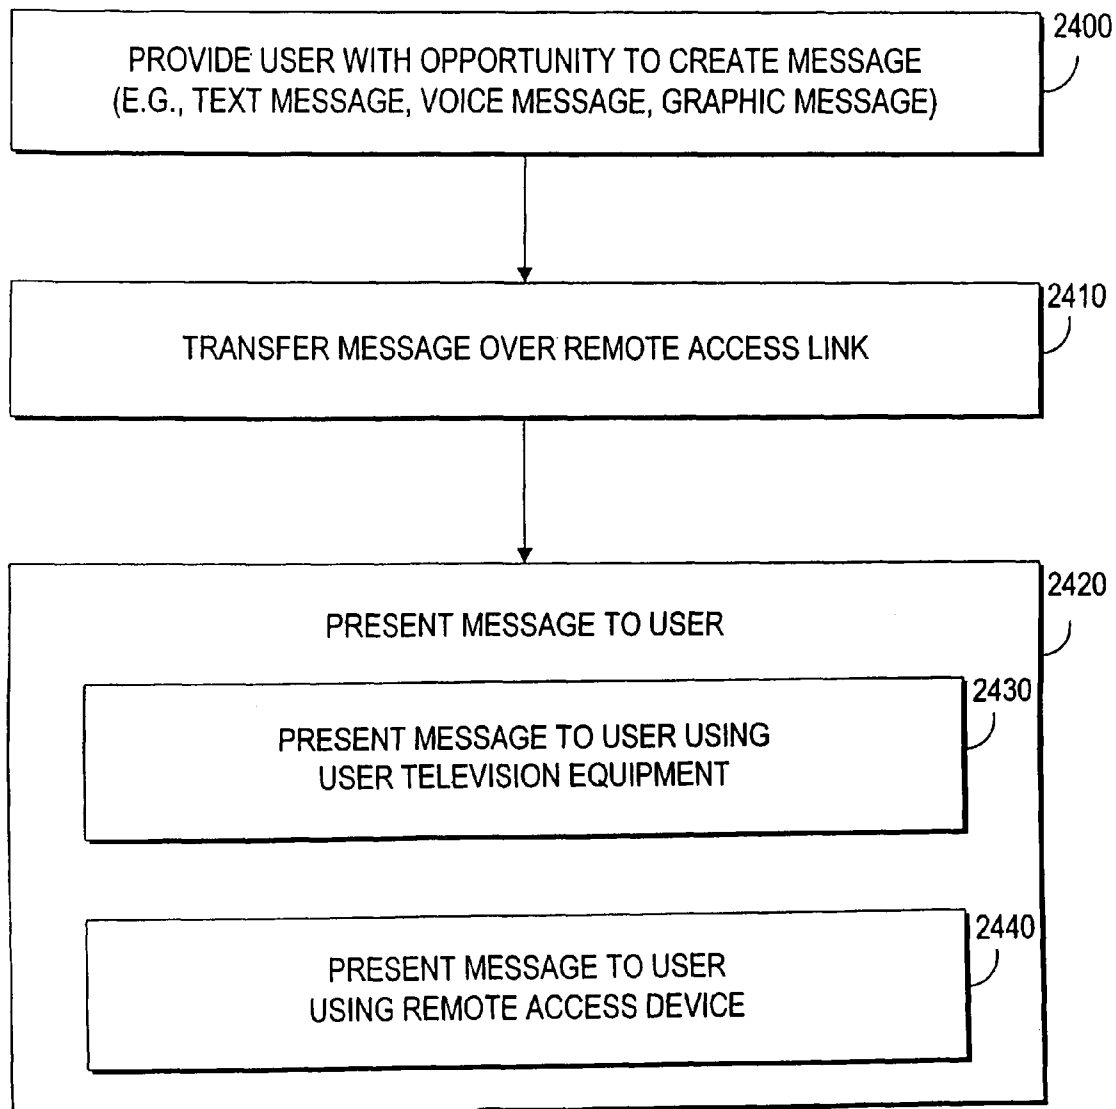 2400
PROVIDE USER WITH OPPORTUNITY TO CREATE MESSAGE
(E.G., TEXT MESSAGE, VOICE MESSAGE, GRAPHIC MESSAGE)
2410
TRANSFER MESSAGE OVER REMOTE ACCESS LINK
2420
PRESENT MESSAGE TO USER
2430
PRESENT MESSAGE TO USER USING
USER TELEVISION EQUIPMENT
2440
PRESENT MESSAGE TO USER
USING REMOTE ACCESS DEVICE